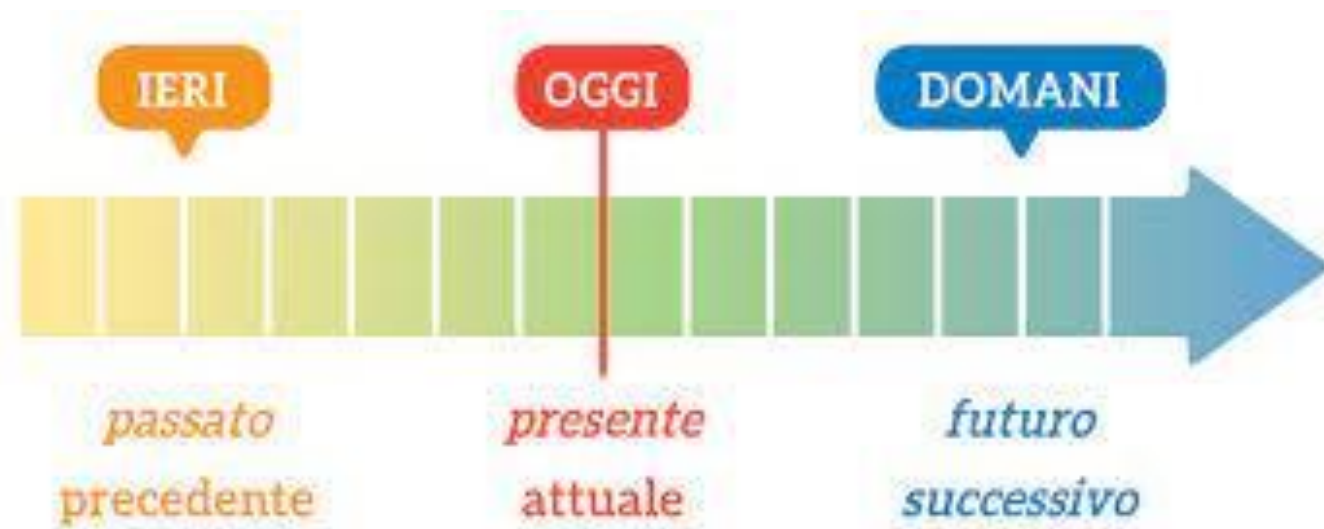 IERI OGGI DOMANI
passato presente futuro
precedente attuale successivo